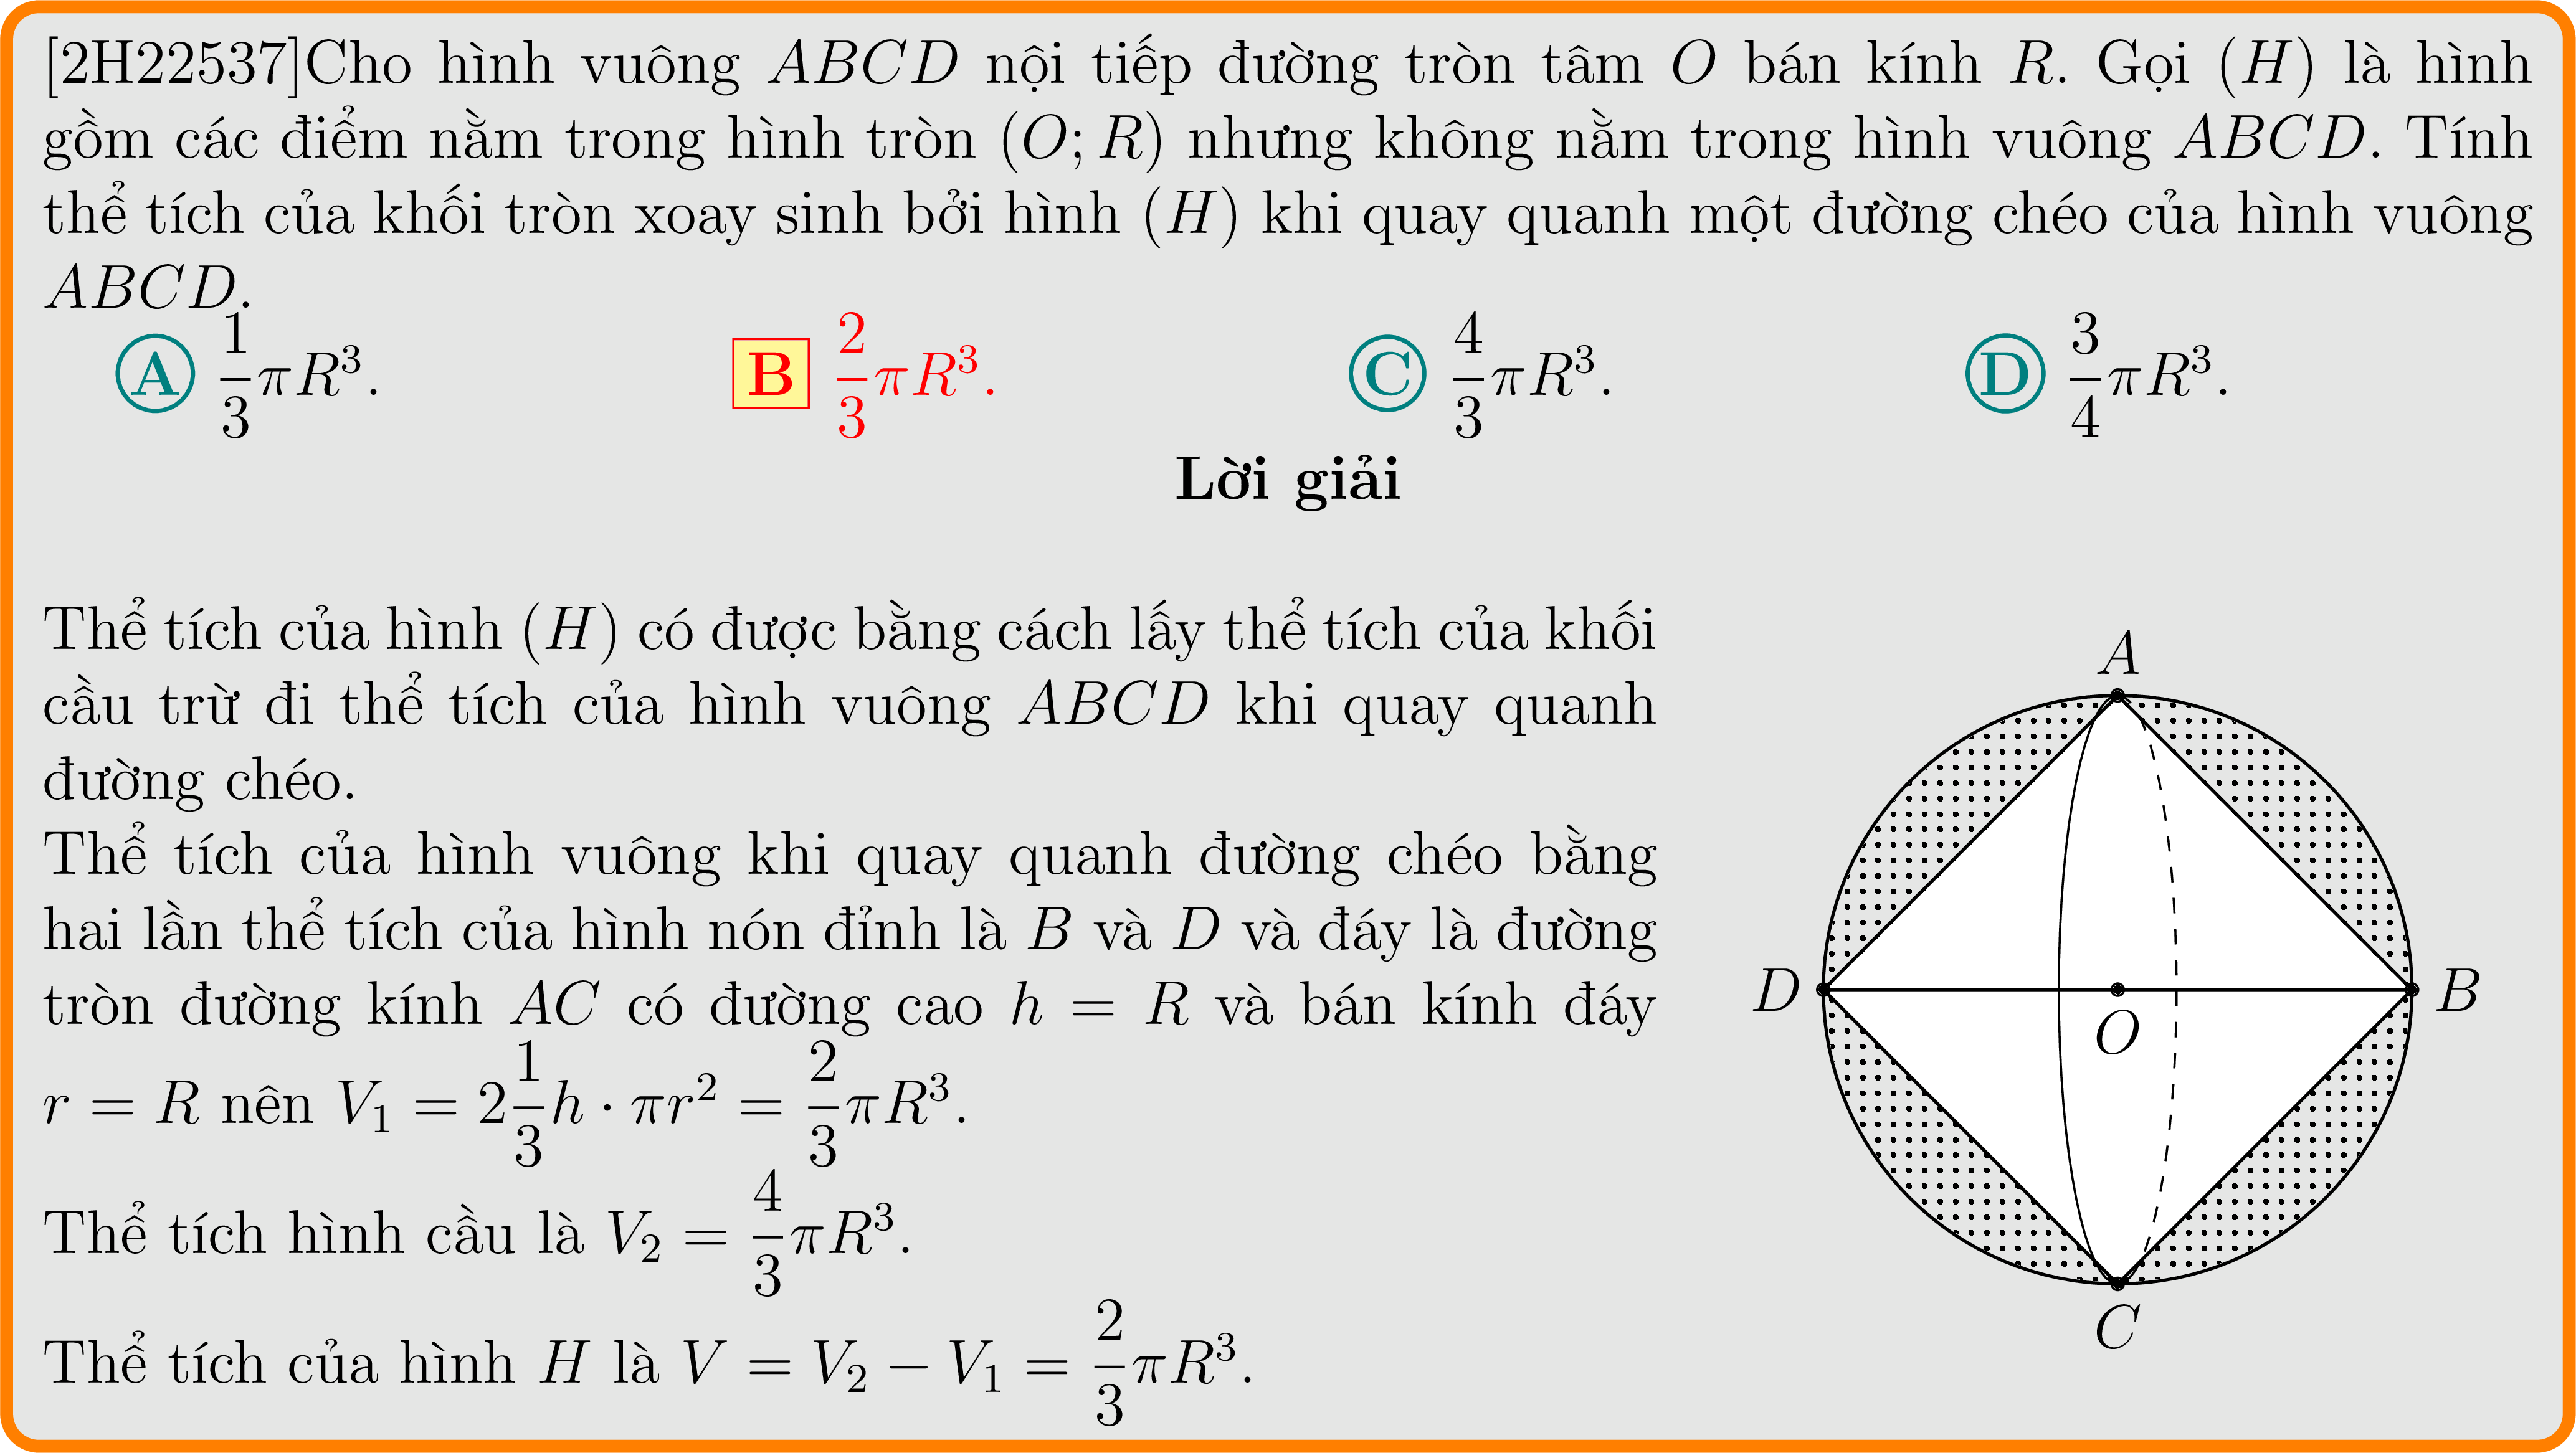 [2H22537]Cho hình vuông ABCD nội tiếp đường tròn tâm O bán kính R. Gọi (H) là hình
gồm các điểm nằm trong hình tròn (O; R) nhưng không nằm trong hình vuông ABCD. Tính
thể tích của khối tròn xoay sinh bởi hình (H) khi quay quanh một đường chéo của hình vuông
ABCD.
A $\frac{1}{3}\pi R^3$. B $\frac{2}{3}\pi R^3$. C $\frac{4}{3}\pi R^3$. D $\frac{3}{4}\pi R^3$.
Lời giải
Thể tích của hình (H) có được bằng cách lấy thể tích của khối
cầu trừ đi thể tích của hình vuông ABCD khi quay quanh
đường chéo.
Thể tích của hình vuông khi quay quanh đường chéo bằng
hai lần thể tích của hình nón đỉnh là B và D và đáy là đường
tròn đường kính AC có đường cao h = R và bán kính đáy
r = R nên $V_1 = 2\frac{1}{3}h \cdot \pi r^2 = \frac{2}{3}\pi R^3$.
Thể tích hình cầu là $V_2 = \frac{4}{3}\pi R^3$.
Thể tích của hình H là $V = V_2 - V_1 = \frac{2}{3}\pi R^3$.
A
D
B
O
C